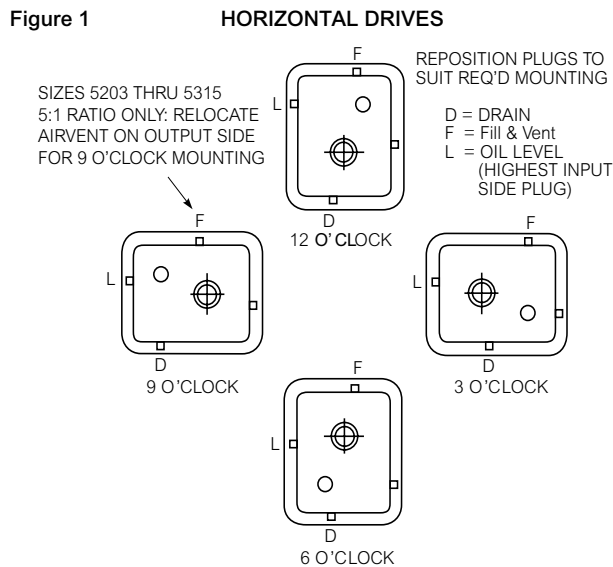 Figure 1
HORIZONTAL DRIVES
SIZES 5203 THRU 5315
5:1 RATIO ONLY: RELOCATE
AIRVENT ON OUTPUT SIDE
FOR 9 O'CLOCK MOUNTING
REPOSITION PLUGS TO
SUIT REQ'D MOUNTING
D = DRAIN
F = Fill & Vent
L = OIL LEVEL
(HIGHEST INPUT
SIDE PLUG)
F
L
D
12 O'CLOCK
F
L
D
9 O'CLOCK
F
L
D
3 O'CLOCK
F
L
D
6 O'CLOCK